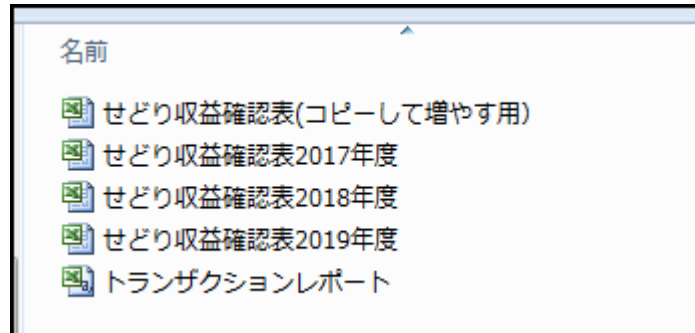 名前
せどり収益確認表(コピーして増やす用)
せどり収益確認表2017年度
せどり収益確認表2018年度
せどり収益確認表2019年度
トランザクションレポート